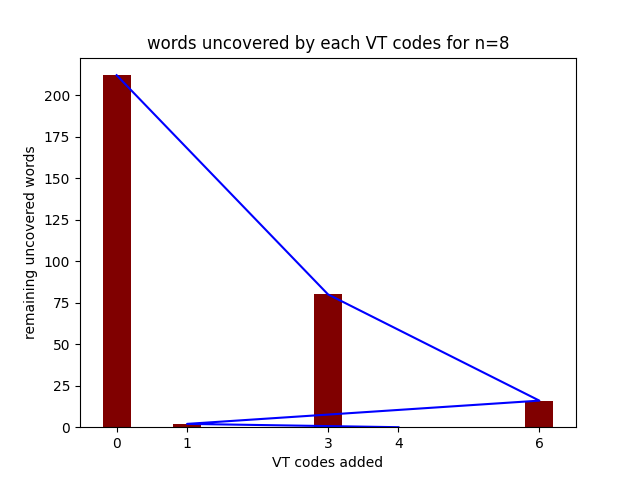 words uncovered by each VT codes for n=8
remaining uncovered words
200
175
150
125
100
75
50
25
0
0 1 3 4 6
VT codes added